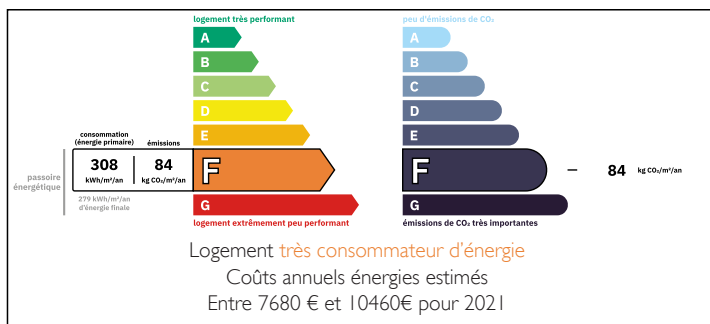 logement très performant
A
B
C
D
E
consommation
(énergie primaire)
émissions
308
kWh/m²/an
84
kg CO₂/m²/an
F
passoire
énergétique
279 kWh/m²/an
d'énergie finale
G
logement extrêmement peu performant
peu d'émissions de CO₂
A
B
C
D
E
F
84 kg CO₂/m²/an
G
émissions de CO₂ très importantes
Logement très consommateur d'énergie
Coûts annuels énergies estimés
Entre 7680 € et 10460€ pour 2021